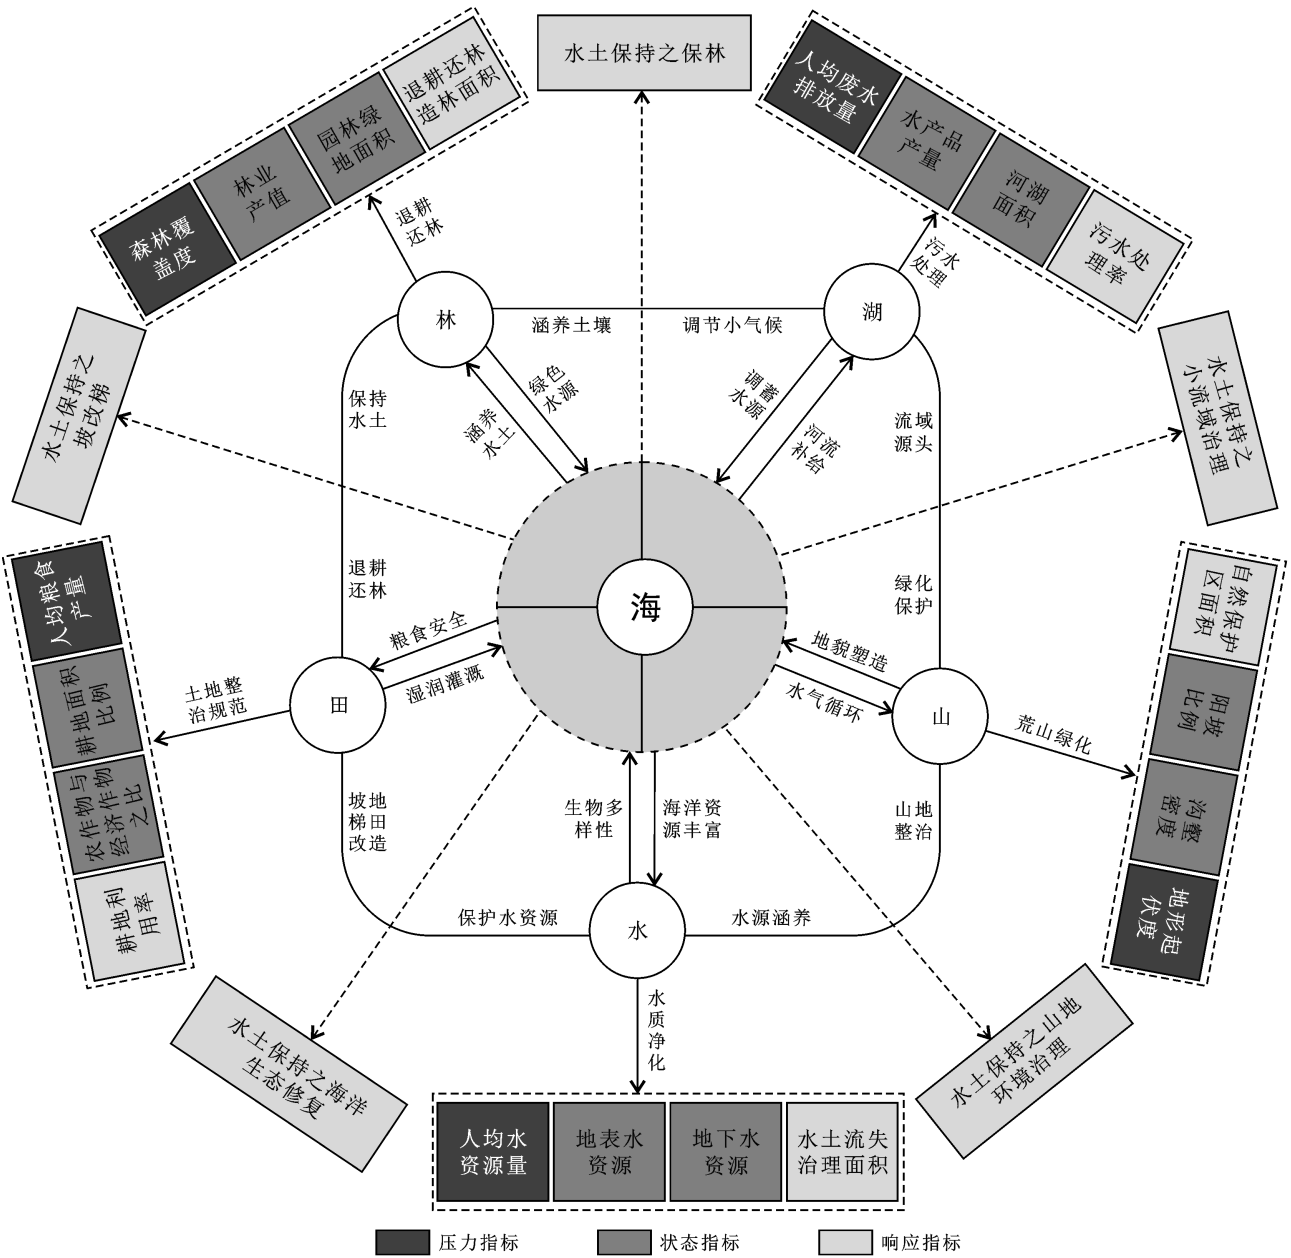 水土保持之保林
退耕还林
造林面积
园林绿
地面积
林业
产值
森林覆
盖度
人均废水
排放量
水产品
产量
河湖
面积
污水处
理率
退耕
还林
污水
处理
林
湖
涵养土壤
调节小气候
水土保持之
坡改梯
水土保持之
小流域治理
保持
水土
绿色
水源
涵养
水土
调蓄
水源
河流
补给
流域
源头
退耕
还林
绿化
保护
海
人均粮食
产量
耕地面积
比例
农作物与
经济作物
之比
耕地利
用率
自然保护
区面积
阳坡
比例
沟壑
密度
地形起
伏度
粮食安全
湿润灌溉
地貌塑造
水气循环
土地整
治规范
田
山
荒山绿化
坡地
梯田
改造
生物多
样性
海洋资
源丰富
山地
整治
保护水资源
水
水源涵养
水土保持之海洋
生态修复
水土保持之山地
环境治理
水
质
净
化
人均水
资源量
地表水
资源
地下水
资源
水土流失
治理面积
压力指标
状态指标
响应指标